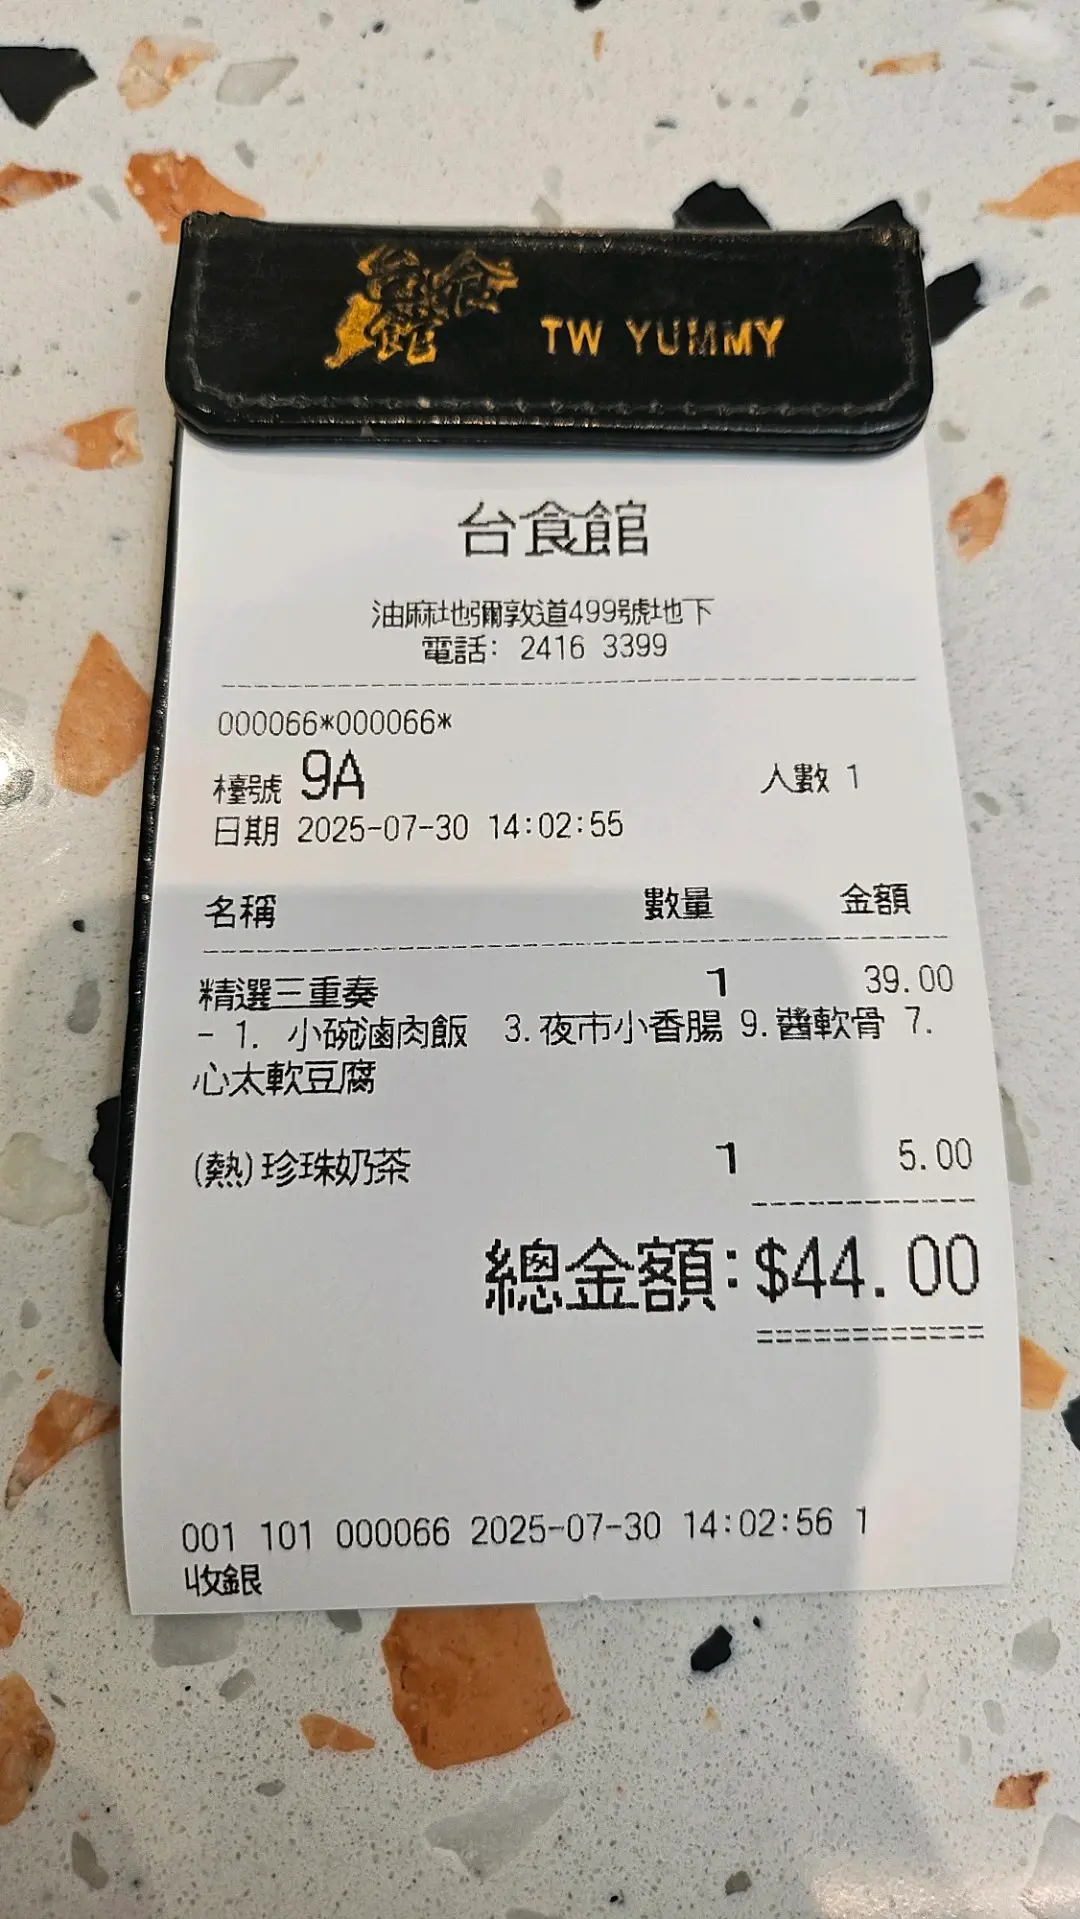 台食館 TW YUMMY
台食館
油麻地彌敦道499號地下
電話: 2416 3399
000066*000066*
檯號 9A 人數 1
日期 2025-07-30 14:02:55
名稱 數量 金額
精選三重奏 1 39.00
- 1. 小碗滷肉飯 3.夜市小香腸 9.醬軟骨 7.
心太軟豆腐
(熱)珍珠奶茶 1 5.00
總金額:$44.00
001 101 000066 2025-07-30 14:02:56 1
收銀